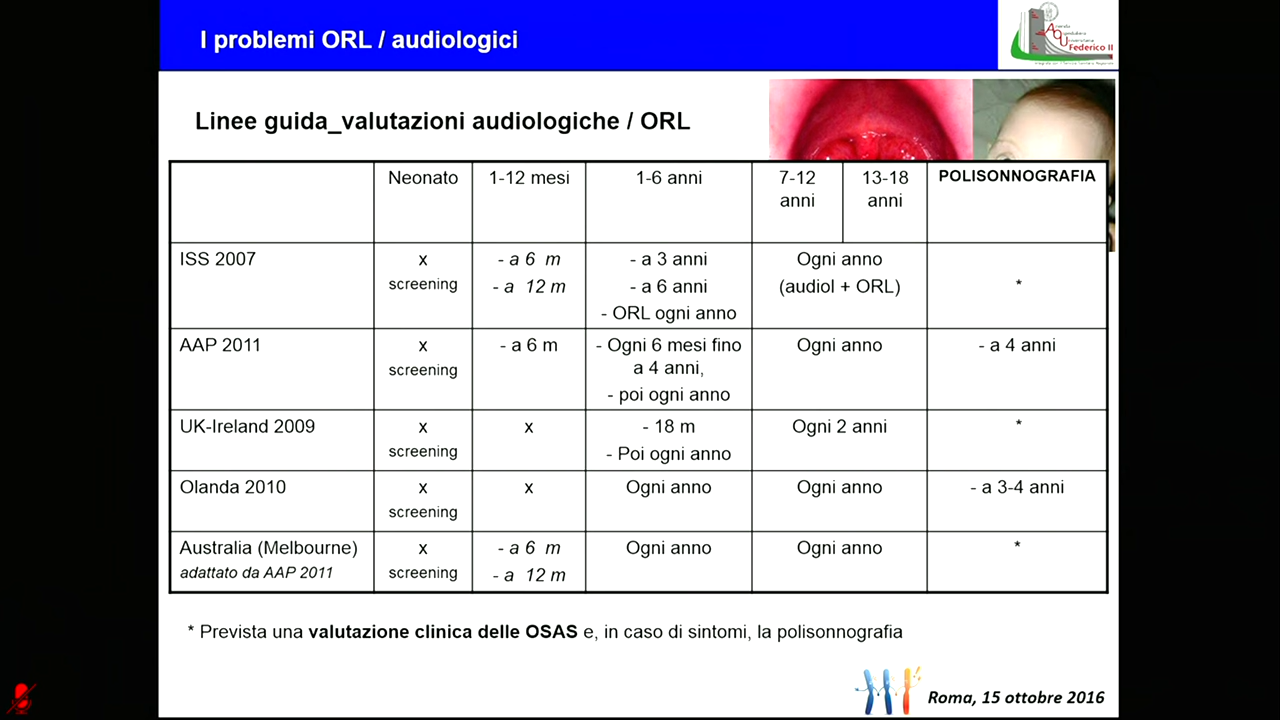 I problemi ORL / audiologici
Azienda
Ospedaliera
Universitaria
Federico II
Linee guida_valutazioni audiologiche / ORL
Neonato
1-12 mesi
1-6 anni
7-12
anni
13-18
anni
POLISONNOGRAFIA
ISS 2007
x
screening
- a 6 m
- a 12 m
- a 3 anni
- a 6 anni
- ORL ogni anno
Ogni anno
(audiol + ORL)
*
AAP 2011
x
screening
- a 6 m
- Ogni 6 mesi fino
a 4 anni,
- poi ogni anno
Ogni anno
- a 4 anni
UK-Ireland 2009
x
screening
x
- 18 m
- Poi ogni anno
Ogni 2 anni
*
Olanda 2010
x
screening
x
Ogni anno
Ogni anno
- a 3-4 anni
Australia (Melbourne)
adattato da AAP 2011
x
screening
- a 6 m
- a 12 m
Ogni anno
Ogni anno
*
* Prevista una valutazione clinica delle OSAS e, in caso di sintomi, la polisonnografia
Roma, 15 ottobre 2016